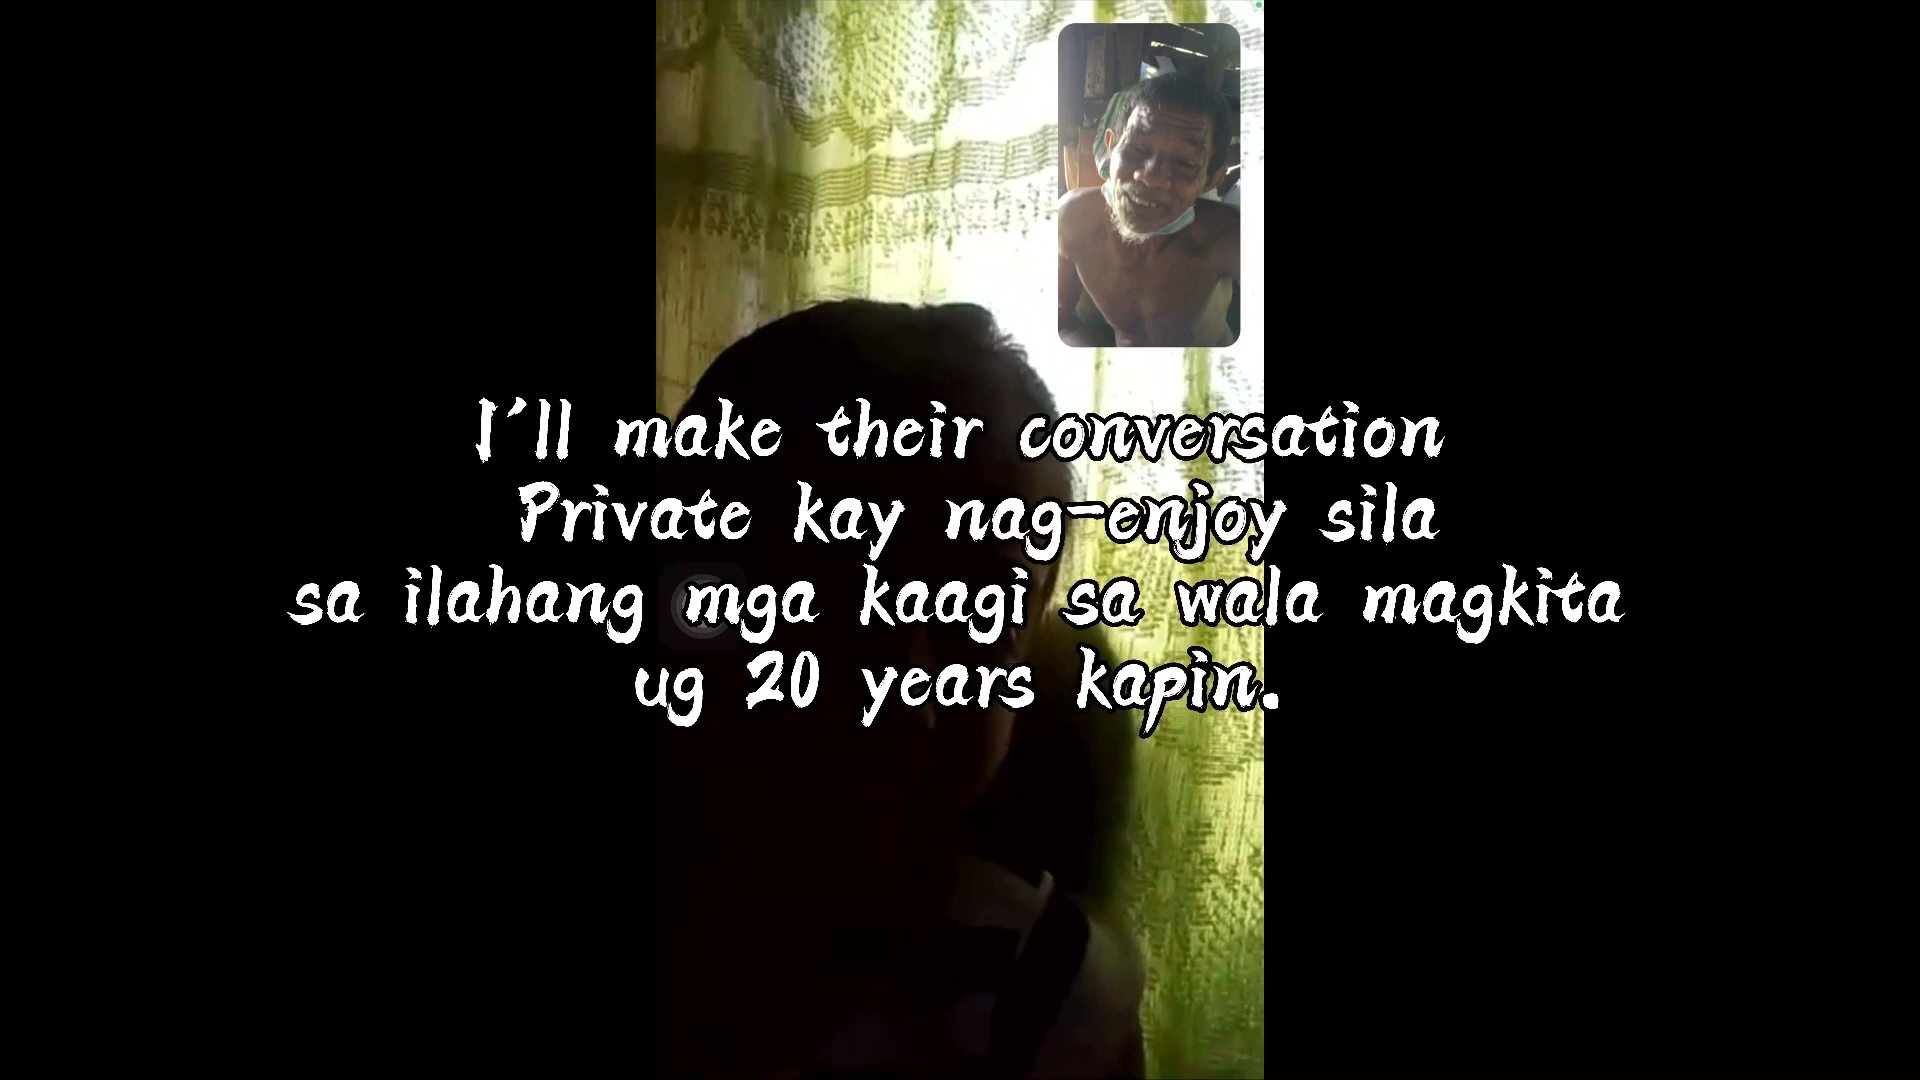 I'll make their conversation
Private kay nag-enjoy sila
sa ilahang mga kaagi sa wala magkita
ug 20 years kapin.